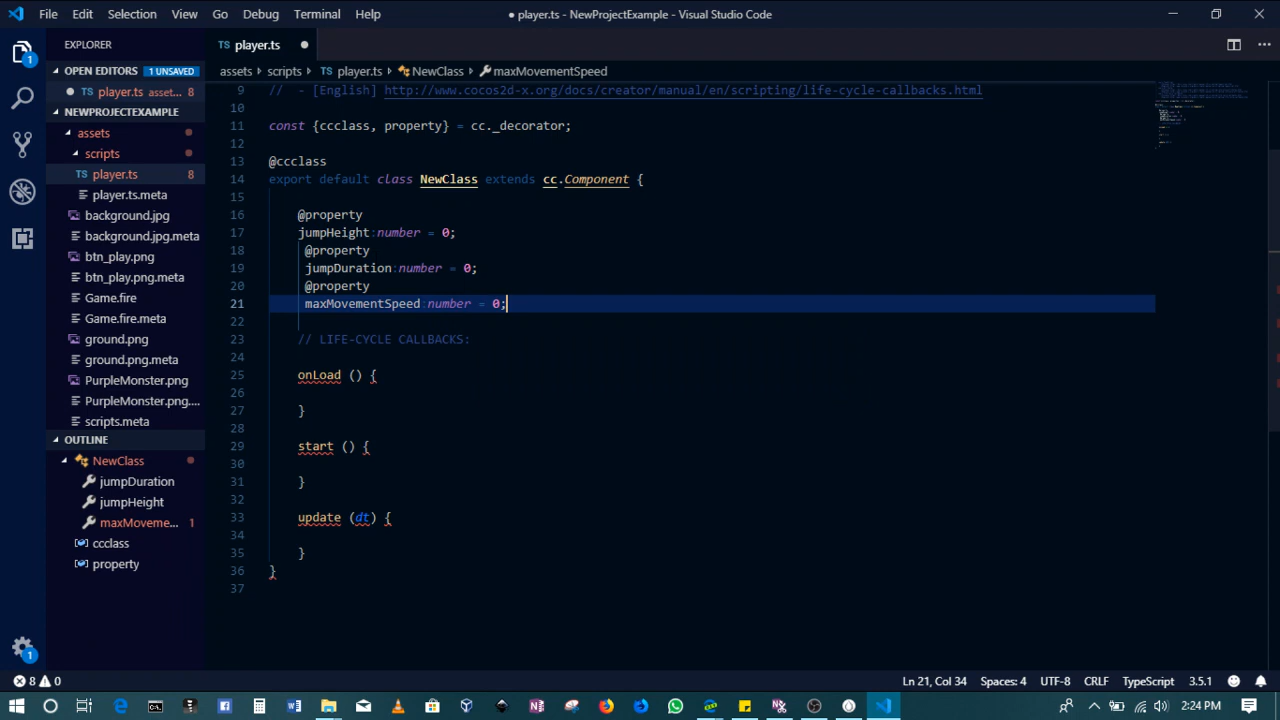 File Edit Selection View Go Debug Terminal Help
● player.ts - NewProjectExample - Visual Studio Code
EXPLORER
OPEN EDITORS 1 UNSAVED
● player.ts asset... 8
NEWPROJECTEXAMPLE
assets
scripts
TS player.ts 8
player.ts.meta
background.jpg
background.jpg.meta
btn_play.png
btn_play.png.meta
Game.fire
Game.fire.meta
ground.png
ground.png.meta
PurpleMonster.png
PurpleMonster.png....
scripts.meta
OUTLINE
NewClass
jumpDuration
jumpHeight
maxMoveme... 1
ccclass
property
1
1
TS player.ts ●
assets › scripts › TS player.ts › NewClass › maxMovementSpeed
9 // - [English] http://www.cocos2d-x.org/docs/creator/manual/en/scripting/life-cycle-callbacks.html
10
11 const {ccclass, property} = cc._decorator;
12
13 @ccclass
14 export default class NewClass extends cc.Component {
15
16 @property
17 jumpHeight:number = 0;
18 @property
19 jumpDuration:number = 0;
20 @property
21 maxMovementSpeed:number = 0;
22
23 // LIFE-CYCLE CALLBACKS:
24
25 onLoad () {
26
27 }
28
29 start () {
30
31 }
32
33 update (dt) {
34
35 }
36 }
37
8 0 Ln 21, Col 34 Spaces: 4 UTF-8 CRLF TypeScript 3.5.1 1
2:24 PM